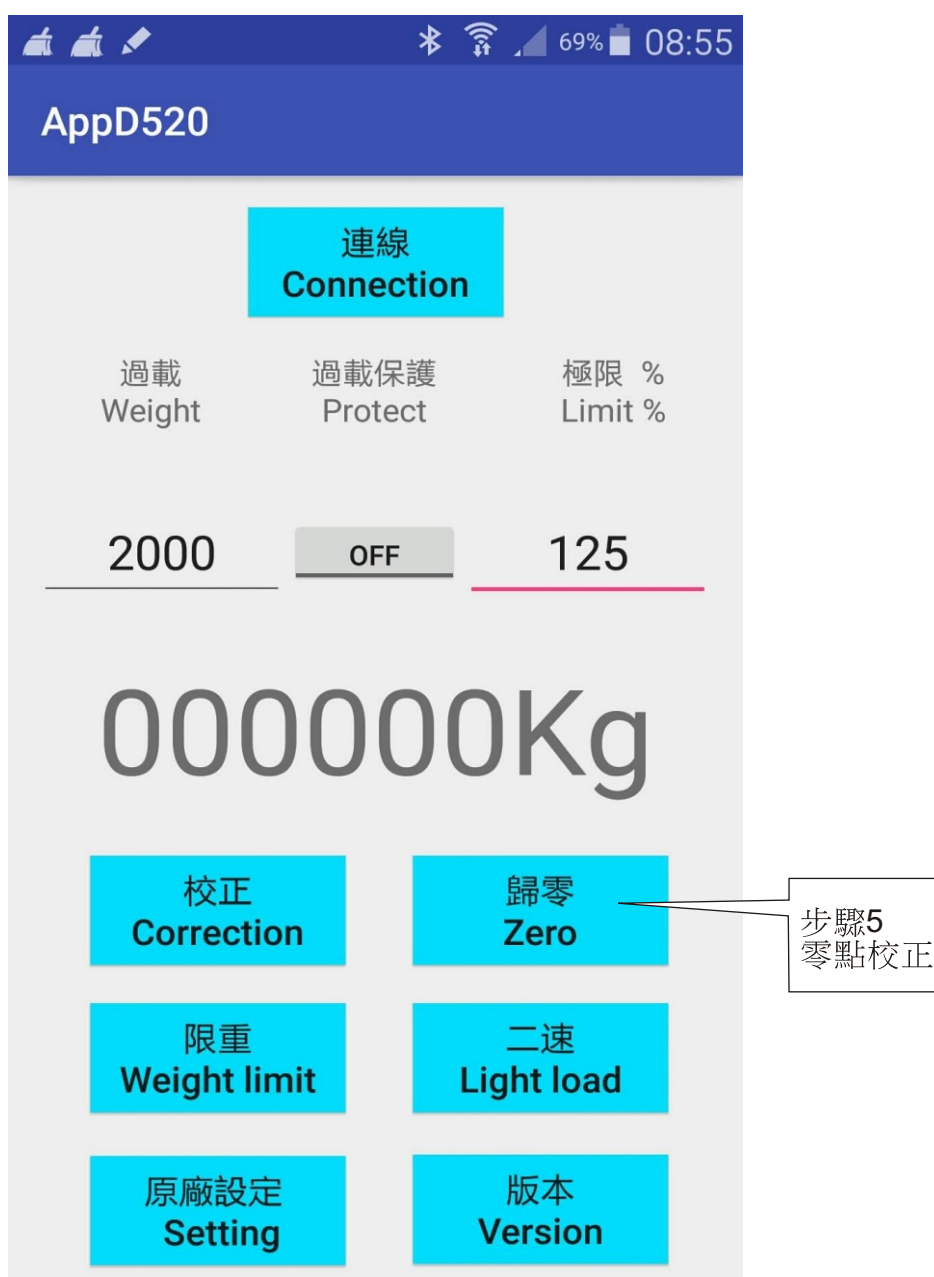 69% 08:55
AppD520
連線
Connection
過載 過載保護 極限 %
Weight Protect Limit %
2000 OFF 125
000000Kg
校正 歸零
Correction Zero
步驟5
零點校正
限重 二速
Weight limit Light load
原廠設定 版本
Setting Version